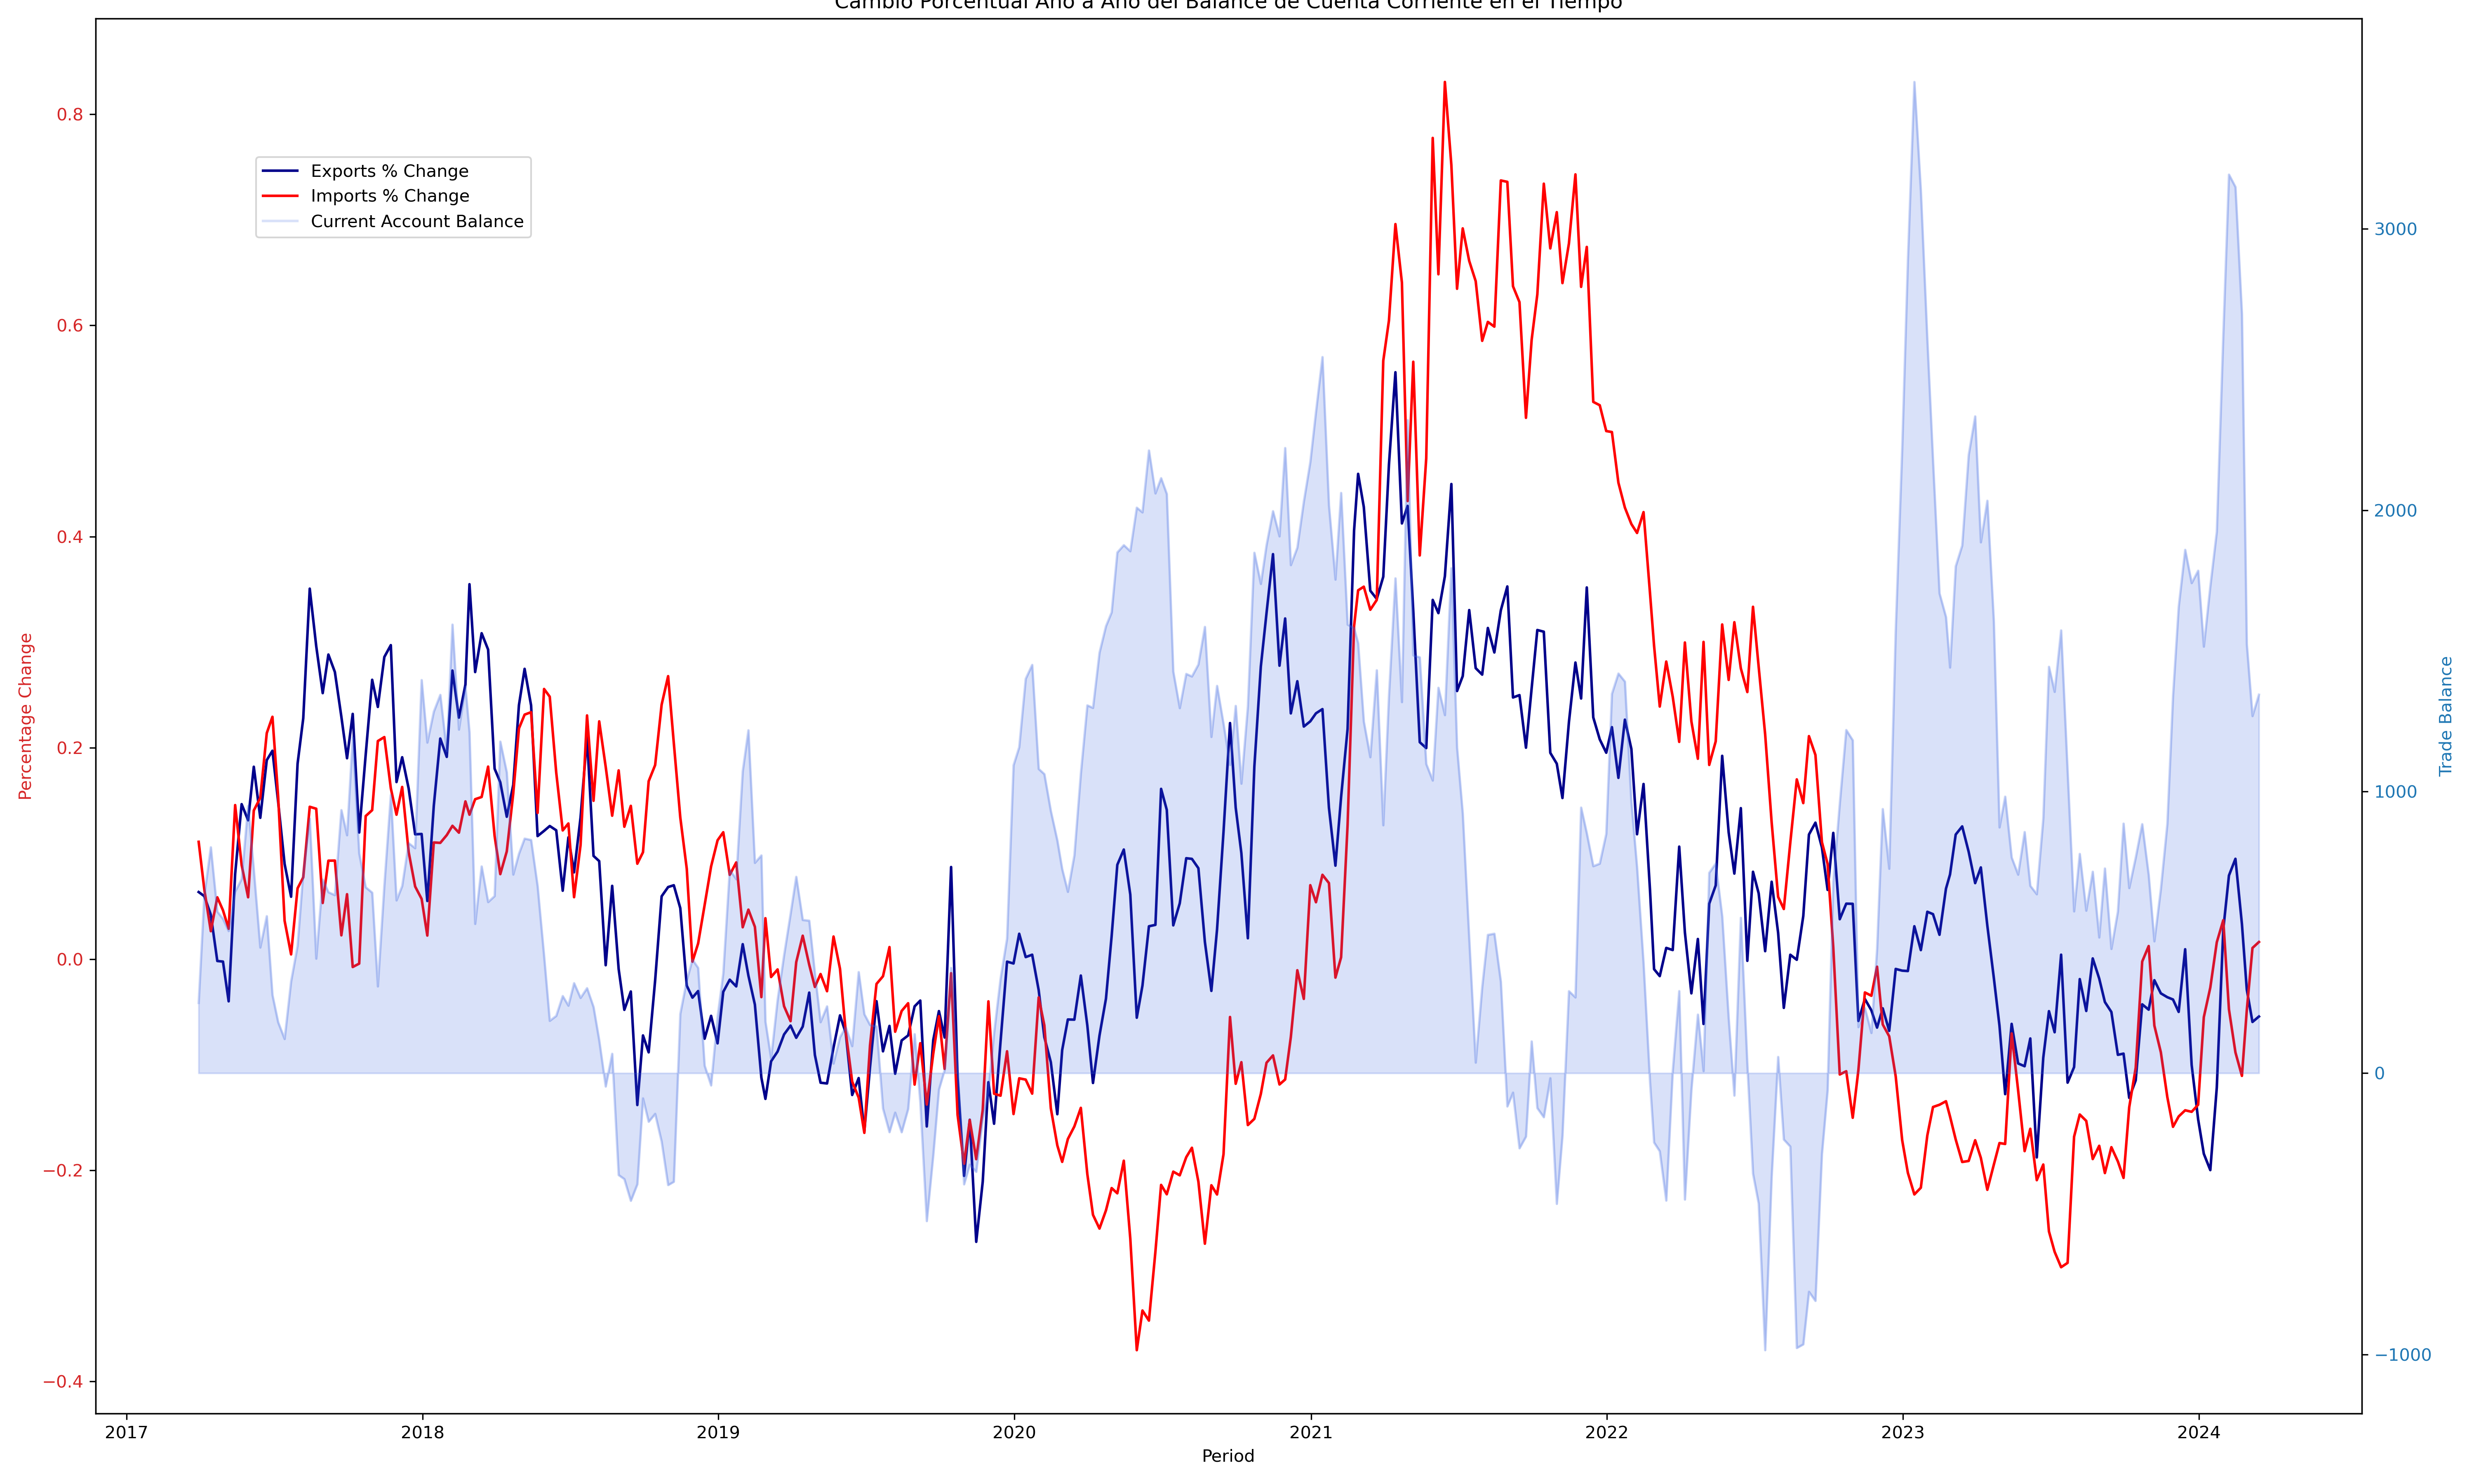 Cambio Porcentual Año a Año del Balance de Cuenta Corriente en el Tiempo
Exports % Change
Imports % Change
Current Account Balance
0.8
0.6
0.4
0.2
0.0
−0.2
−0.4
Percentage Change
3000
2000
1000
0
−1000
Trade Balance
2017
2018
2019
2020
2021
2022
2023
2024
Period